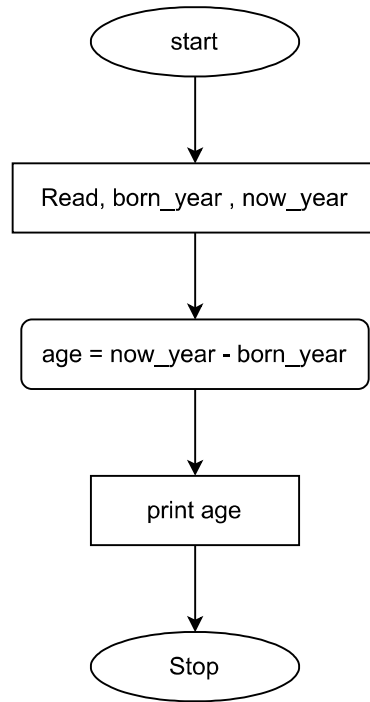 start
Read, born_year , now_year
age = now_year - born_year
print age
Stop